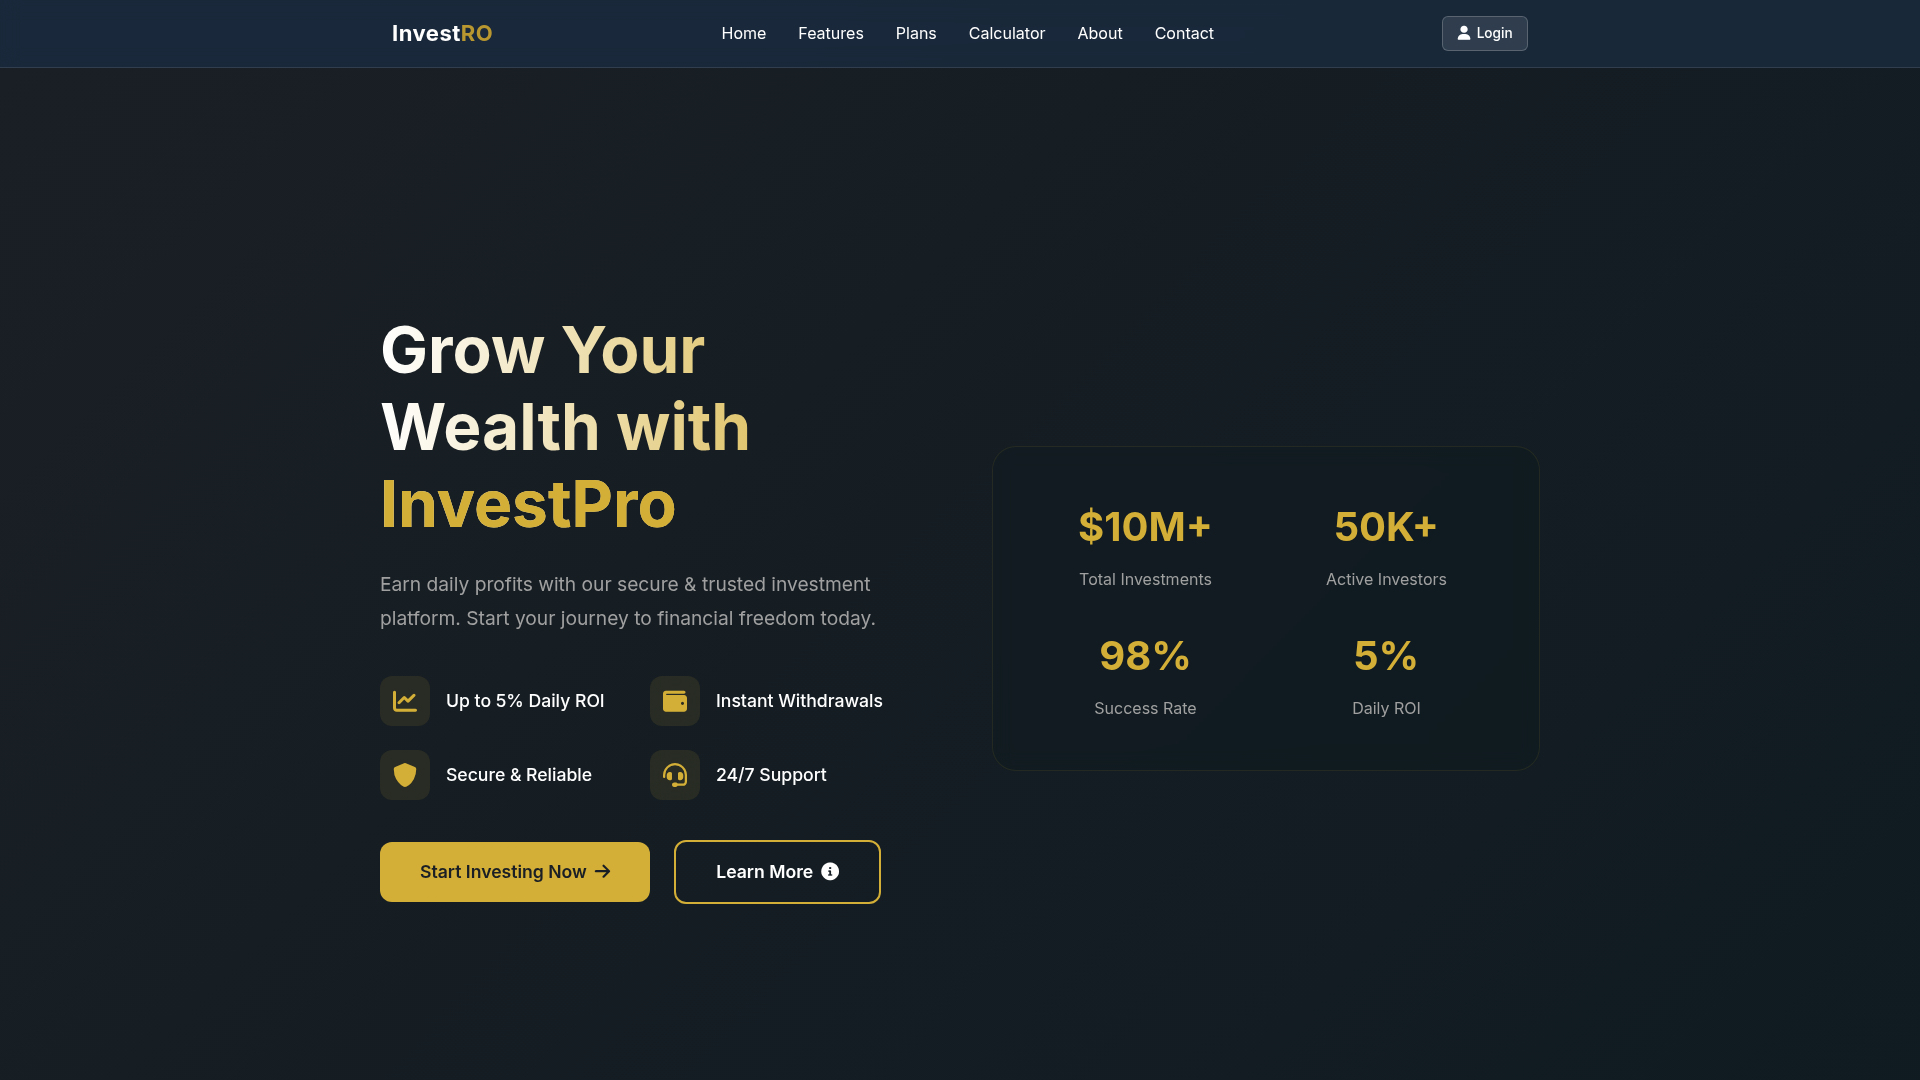 InvestRO
Home
Features
Plans
Calculator
About
Contact
Login
Grow Your
Wealth with
InvestPro
Earn daily profits with our secure & trusted investment
platform. Start your journey to financial freedom today.
Up to 5% Daily ROI
Instant Withdrawals
Secure & Reliable
24/7 Support
Start Investing Now
Learn More
$10M+
Total Investments
50K+
Active Investors
98%
Success Rate
5%
Daily ROI